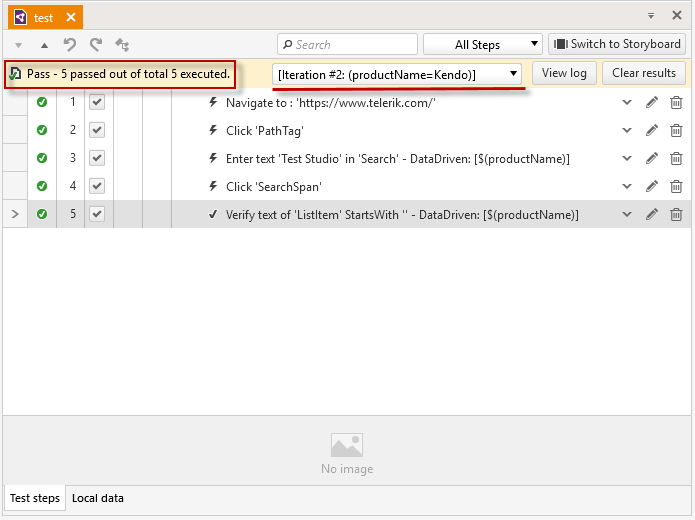 test
Search
All Steps
Switch to Storyboard
Pass - 5 passed out of total 5 executed.
[Iteration #2: (productName=Kendo)]
View log
Clear results
1 Navigate to : 'https://www.telerik.com/'
2 Click 'PathTag'
3 Enter text 'Test Studio' in 'Search' - DataDriven: [$(productName)]
4 Click 'SearchSpan'
5 Verify text of 'ListItem' StartsWith '' - DataDriven: [$(productName)]
No image
Test steps
Local data